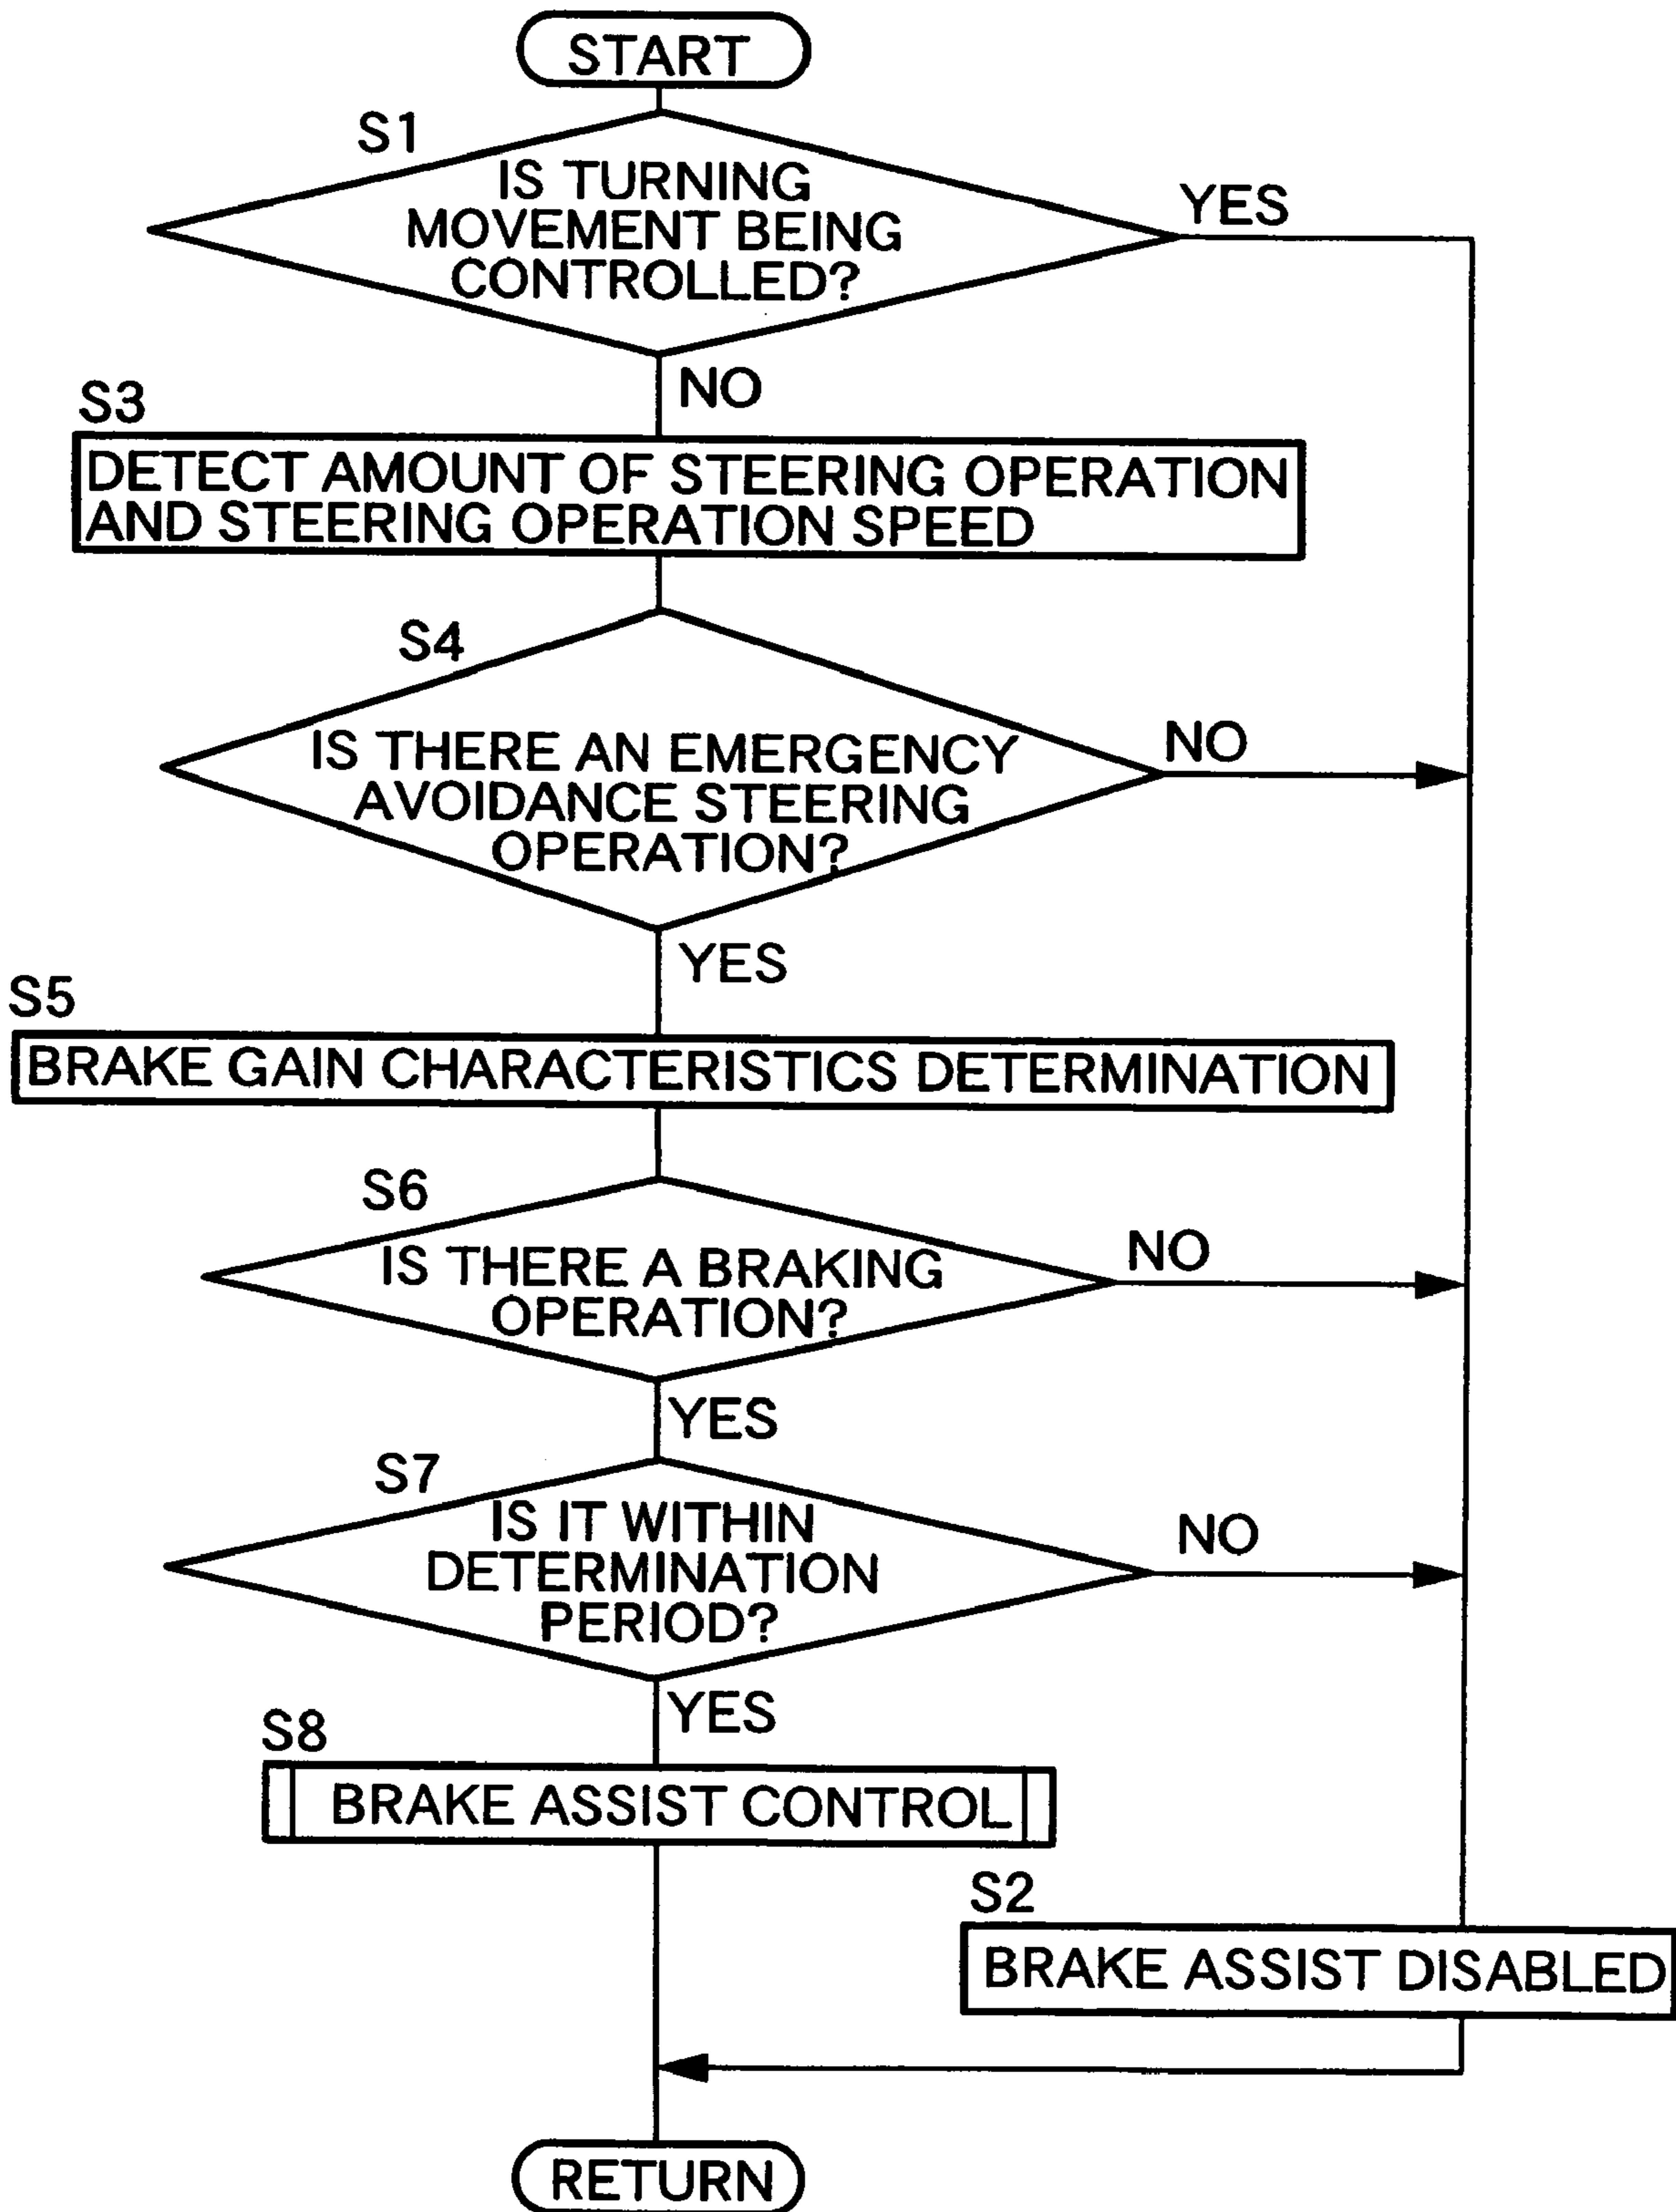 START
S1
IS TURNING
MOVEMENT BEING
CONTROLLED?
YES
NO
S3
DETECT AMOUNT OF STEERING OPERATION
AND STEERING OPERATION SPEED
S4
IS THERE AN EMERGENCY
AVOIDANCE STEERING
OPERATION?
NO
YES
S5
BRAKE GAIN CHARACTERISTICS DETERMINATION
S6
IS THERE A BRAKING
OPERATION?
NO
YES
S7
IS IT WITHIN
DETERMINATION
PERIOD?
NO
YES
S8
BRAKE ASSIST CONTROL
S2
BRAKE ASSIST DISABLED
RETURN